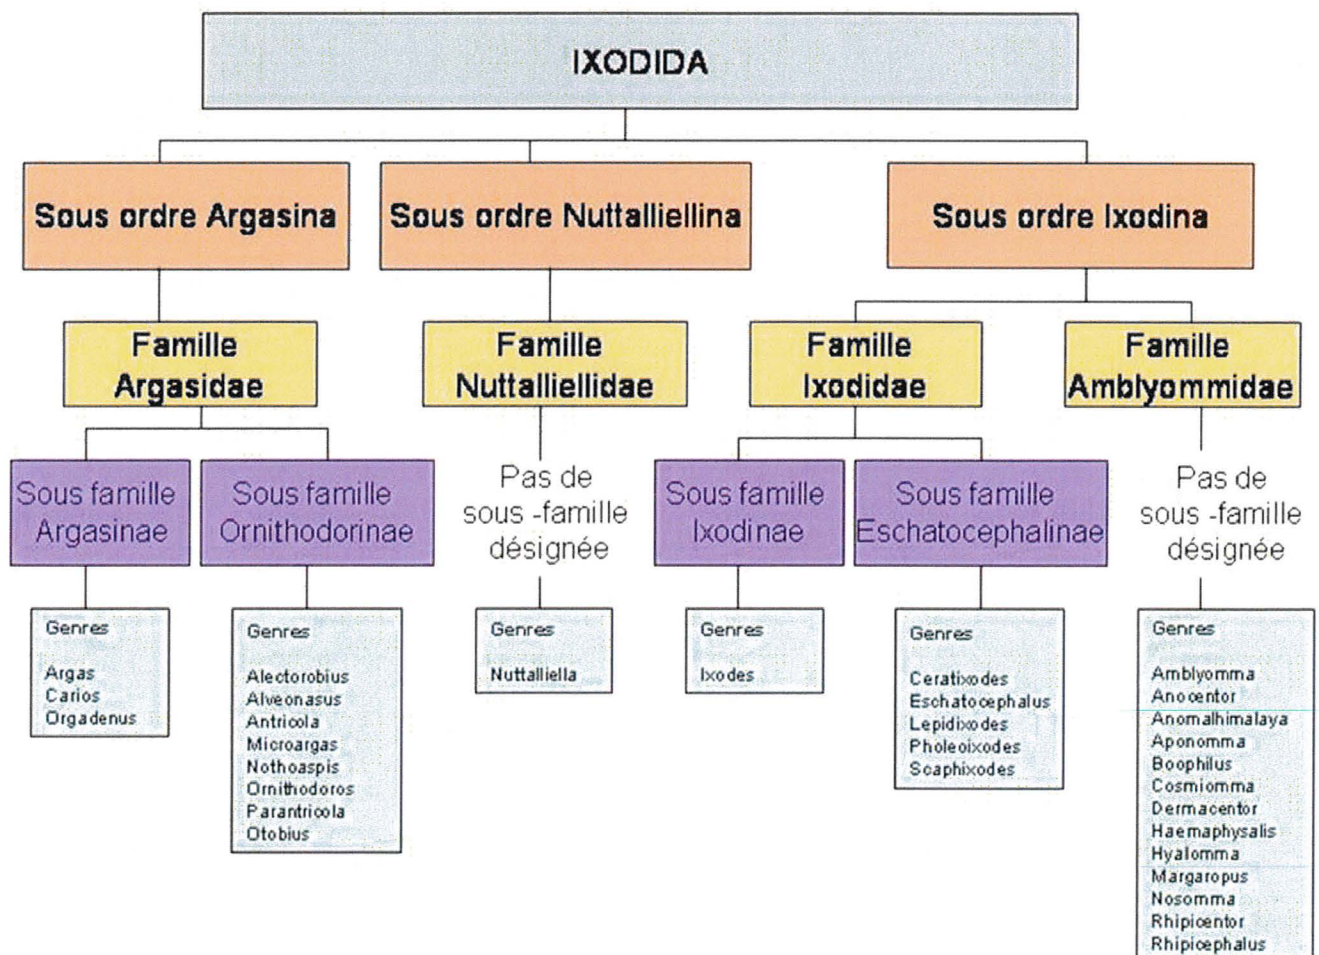 IXODIDA
Sous ordre Argasina
Sous ordre Nuttalliellina
Sous ordre Ixodina
Famille
Argasidae
Famille
Nuttalliellidae
Famille
Ixodidae
Famille
Amblyommidae
Sous famille
Argasinae
Sous famille
Ornithodorinae
Pas de
sous -famille
désignée
Sous famille
Ixodinae
Sous famille
Eschatocephalinae
Pas de
sous -famille
désignée
Genres
Argas
Carios
Orgadenus
Genres
Alectorobius
Alveonasus
Antricola
Microargas
Nothoaspis
Ornithodoros
Parantricola
Otobius
Genres
Nuttalliella
Genres
Ixodes
Genres
Ceratixodes
Eschatocephalus
Lepidixodes
Pholeoixodes
Scaphixodes
Genres
Amblyomma
Anocentor
Anomalhimalaya
Aponomma
Boophilus
Cosmiomma
Dermacentor
Haemaphysalis
Hyalomma
Margaropus
Nosomma
Rhipicentor
Rhipicephalus